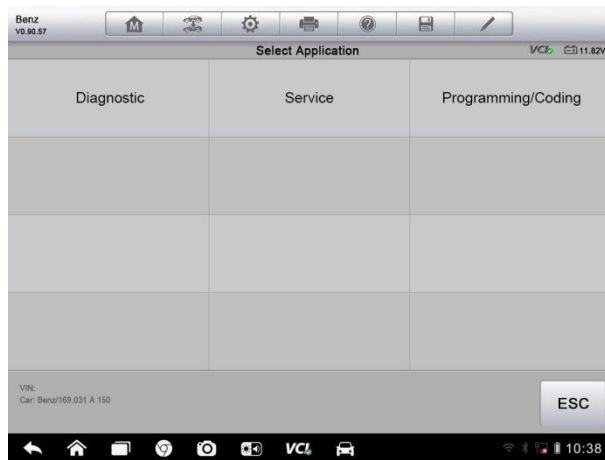 Benz
V0.90.57
M
?
Select Application
VCI
11.82V
Diagnostic
Service
Programming/Coding
VIN:
Car: Benz/169.031 A 150
ESC
VCI
10:38